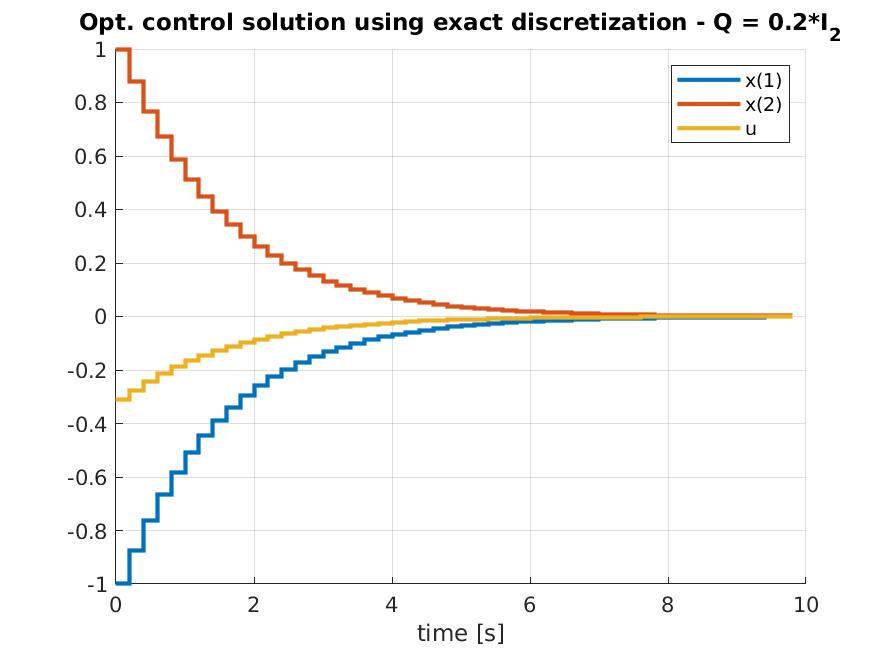 Opt. control solution using exact discretization - Q = 0.2*I₂
x(1)
x(2)
u
1
0.8
0.6
0.4
0.2
0
-0.2
-0.4
-0.6
-0.8
-1
0 2 4 6 8 10
time [s]